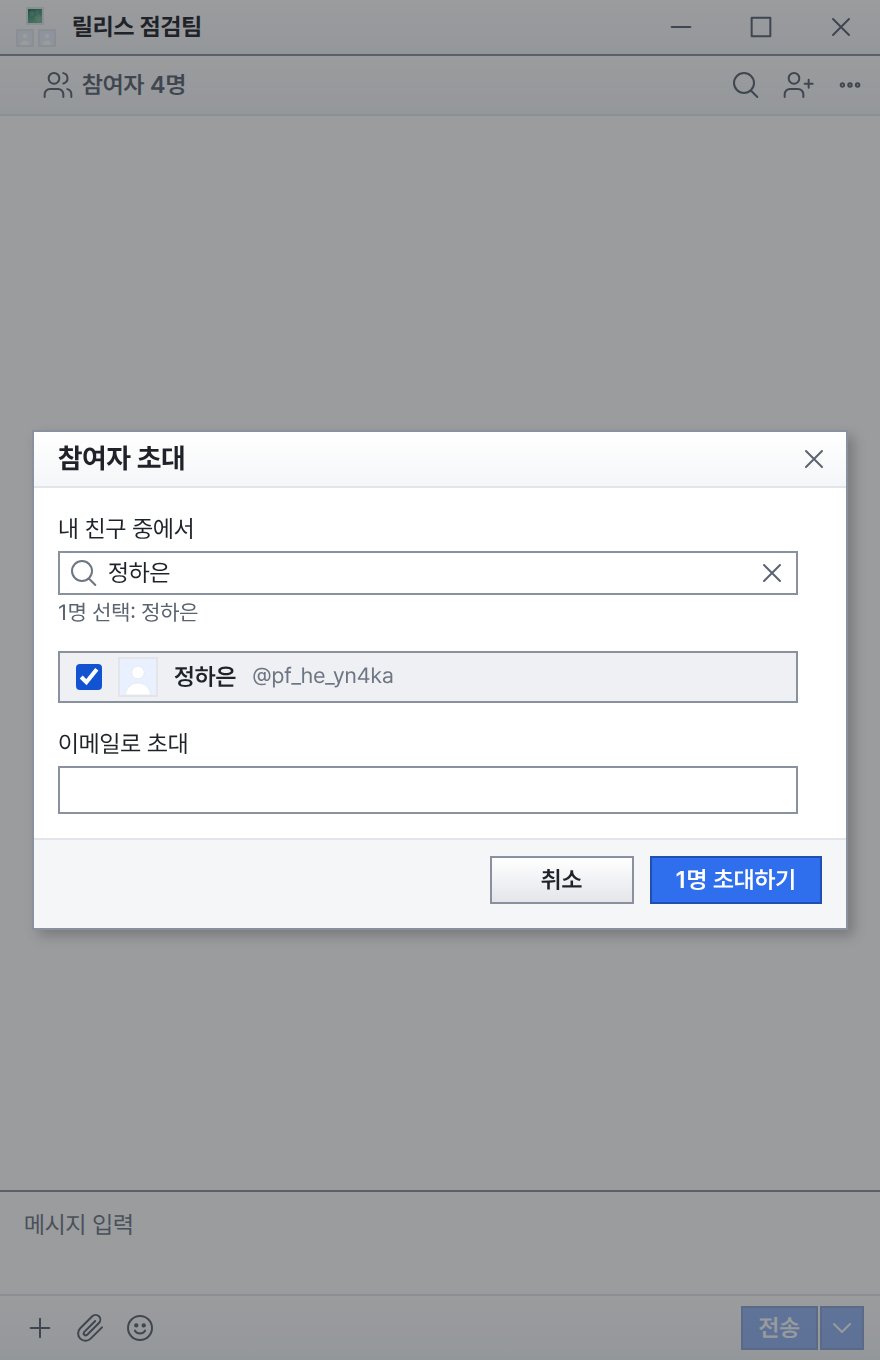 릴리스 점검팀
참여자 4명
참여자 초대
내 친구 중에서
정하은
1명 선택: 정하은
정하은 @pf_he_yn4ka
이메일로 초대
취소 1명 초대하기
메시지 입력
전송